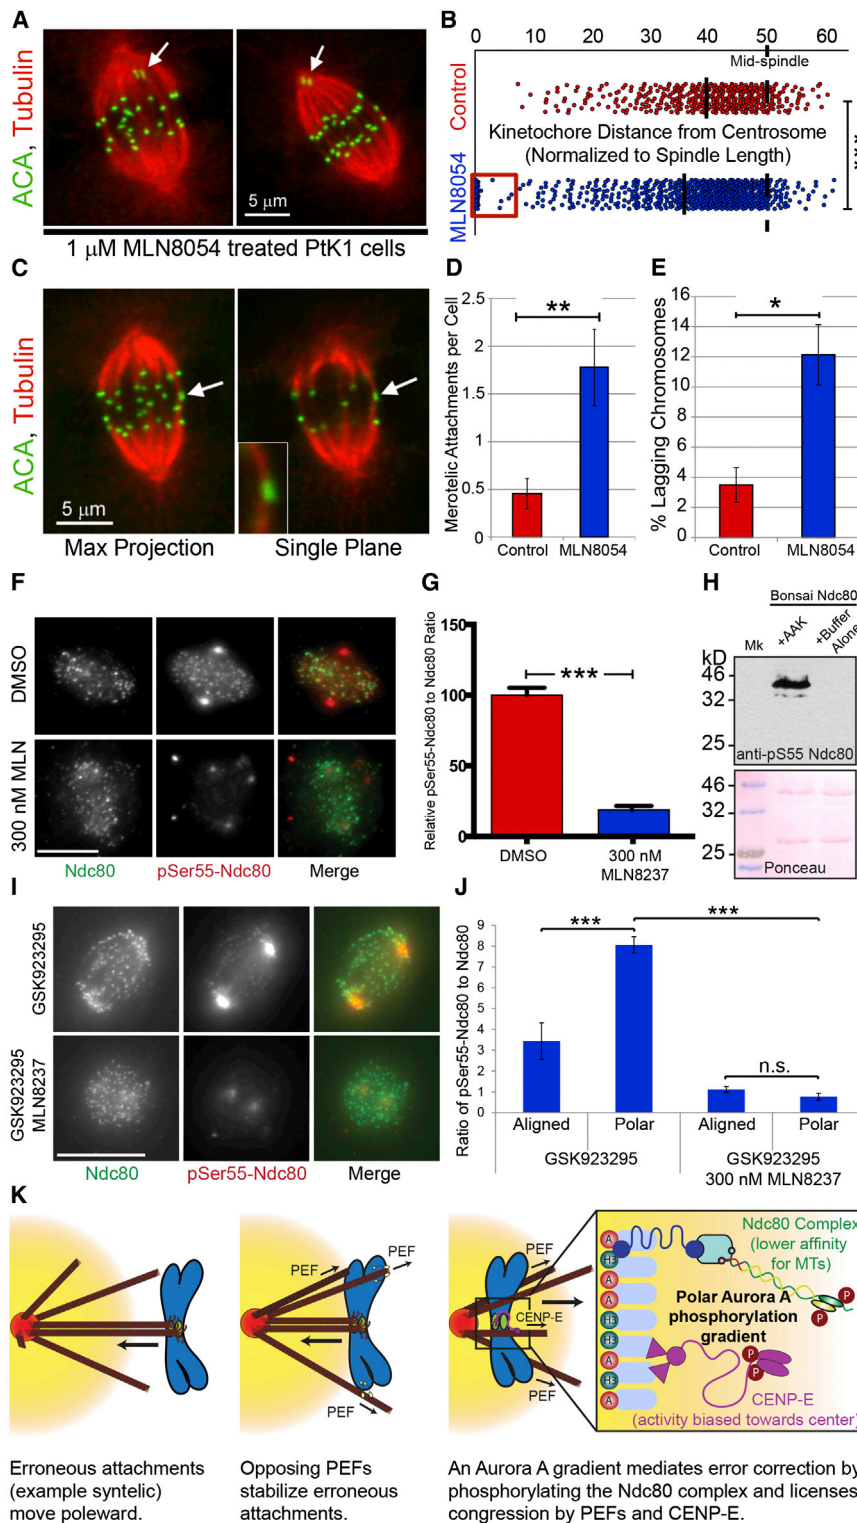 A
ACA, Tubulin
5 μm
1 μM MLN8054 treated PtK1 cells
B
0 10 20 30 40 50 60
Mid-spindle
Control
Kinetochore Distance from Centrosome
(Normalized to Spindle Length)
MLN8054
C
ACA, Tubulin
5 μm
Max Projection
Single Plane
D
Merotelic Attachments per Cell
2.5
2
1.5
1
0.5
0
**
Control MLN8054
E
% Lagging Chromosomes
16
14
12
10
8
6
4
2
0
*
Control MLN8054
F
DMSO
300 nM MLN
Ndc80 pSer55-Ndc80 Merge
G
Relative pSer55-Ndc80 to Ndc80 Ratio
150
100
50
0
***
DMSO
300 nM
MLN8237
H
Bonsai Ndc80
Mk
+AAK
+Buffer
Alone
kD
46
32
25
anti-pS55 Ndc80
46
32
25
Ponceau
I
GSK923295
GSK923295
MLN8237
Ndc80 pSer55-Ndc80 Merge
J
Ratio of pSer55-Ndc80 to Ndc80
9
8
7
6
5
4
3
2
1
0
***
***
n.s.
Aligned Polar Aligned Polar
GSK923295
GSK923295
300 nM MLN8237
K
PEF
PEF
PEF
PEF
CENP-E
PEF
A
H3
A
A
H3
H3
A
H3
A
Ndc80 Complex
(lower affinity
for MTs)
P
P
Polar Aurora A
phosphorylation
gradient
P
P
CENP-E
(activity biased towards center)
Erroneous attachments
(example syntelic)
move poleward.
Opposing PEFs
stabilize erroneous
attachments.
An Aurora A gradient mediates error correction by
phosphorylating the Ndc80 complex and licenses
congression by PEFs and CENP-E.